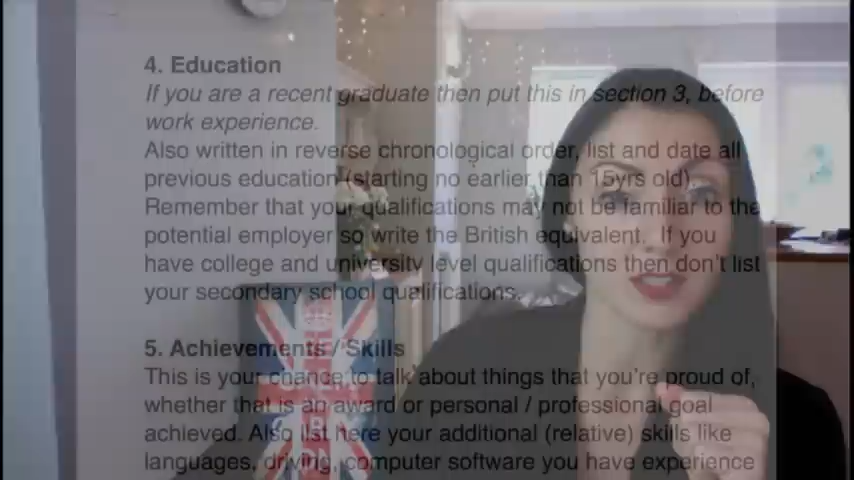 4. Education
If you are a recent graduate then put this in section 3, before
work experience.
Also written in reverse chronological order, list and date all
previous education (starting no earlier than 15yrs old).
Remember that your qualifications may not be familiar to the
potential employer so write the British equivalent. If you
have college and university level qualifications then don't list
your secondary school qualifications.
5. Achievements / Skills
This is your chance to talk about things that you're proud of,
whether that is an award or personal / professional goal
achieved. Also list here your additional (relative) skills like
languages, driving, computer software you have experience